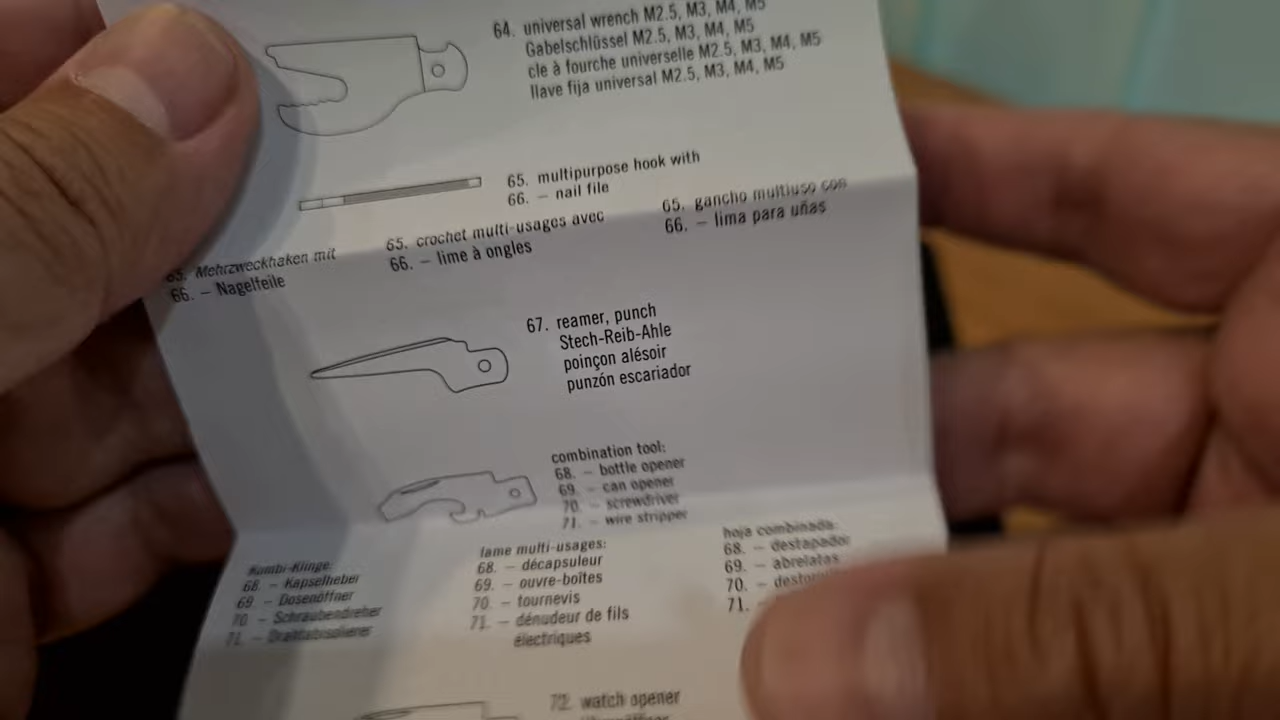 64. universal wrench M2.5, M3, M4, M5
Gabelschlüssel M2.5, M3, M4, M5
cle à fourche universelle M2.5, M3, M4, M5
llave fija universal M2.5, M3, M4, M5
65. multipurpose hook with
66. – nail file
65. Mehrzweckhaken mit
66. – Nagelfeile
65. crochet multi-usages avec
66. – lime à ongles
65. gancho multiuso con
66. – lima para uñas
67. reamer, punch
Stech-Reib-Ahle
poinçon alésoir
punzón escariador
combination tool:
68. – bottle opener
69. – can opener
70. – screwdriver
71. – wire stripper
Kombi-Klinge:
68. – Kapselheber
69. – Dosenöffner
70. – Schraubendreher
71. – Drahtabisolierer
lame multi-usages:
68. – décapsuleur
69. – ouvre-boîtes
70. – tournevis
71. – dénudeur de fils
électriques
hoja combinada:
68. – destapador
69. – abrelatas
70. –
71. –
72. watch opener